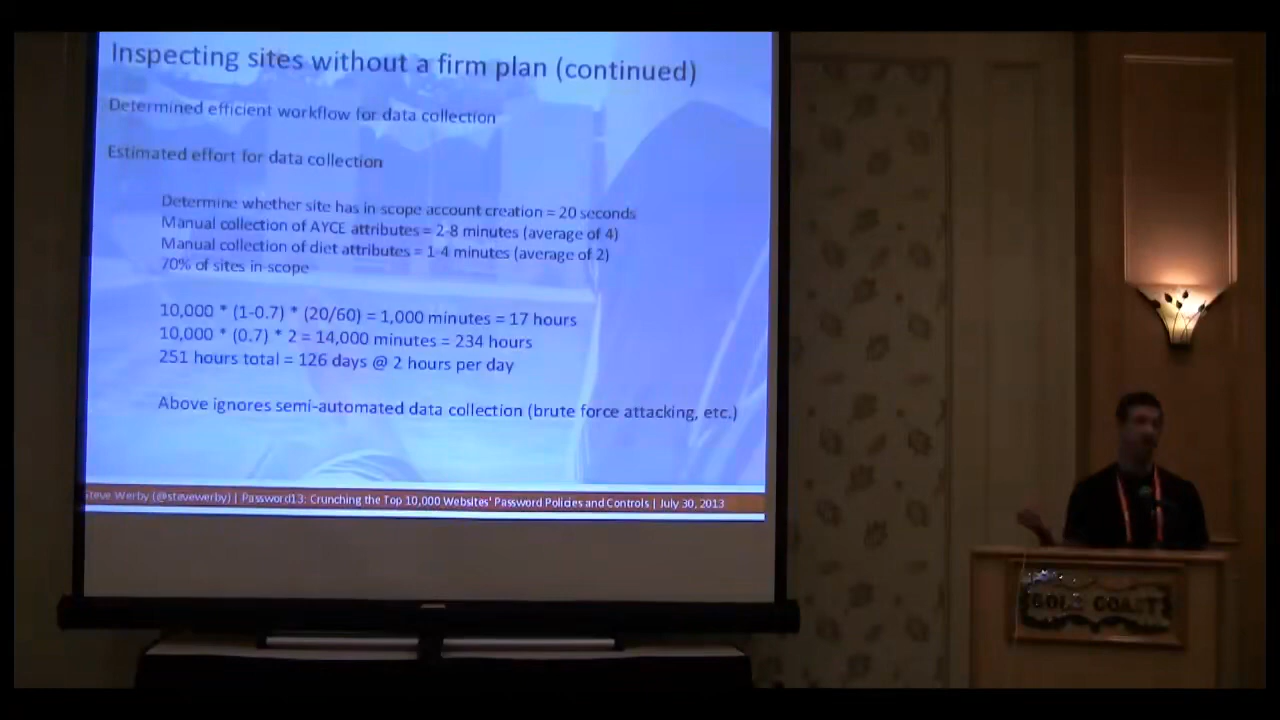 Inspecting sites without a firm plan (continued)
Determined efficient workflow for data collection
Estimated effort for data collection
Determine whether site has in scope account creation = 20 seconds
Manual collection of AYCE attributes = 2-8 minutes (average of 4)
Manual collection of diet attributes = 1-4 minutes (average of 2)
70% of sites in-scope
10,000 * (1-0.7) * (20/60) = 1,000 minutes = 17 hours
10,000 * (0.7) * 2 = 14,000 minutes = 234 hours
251 hours total = 126 days @ 2 hours per day
Above ignores semi-automated data collection (brute force attacking, etc.)
Steve Werby (@stevewerby) | Password13: Crunching the Top 10,000 Websites' Password Policies and Controls | July 30, 2013
GOLD COAST